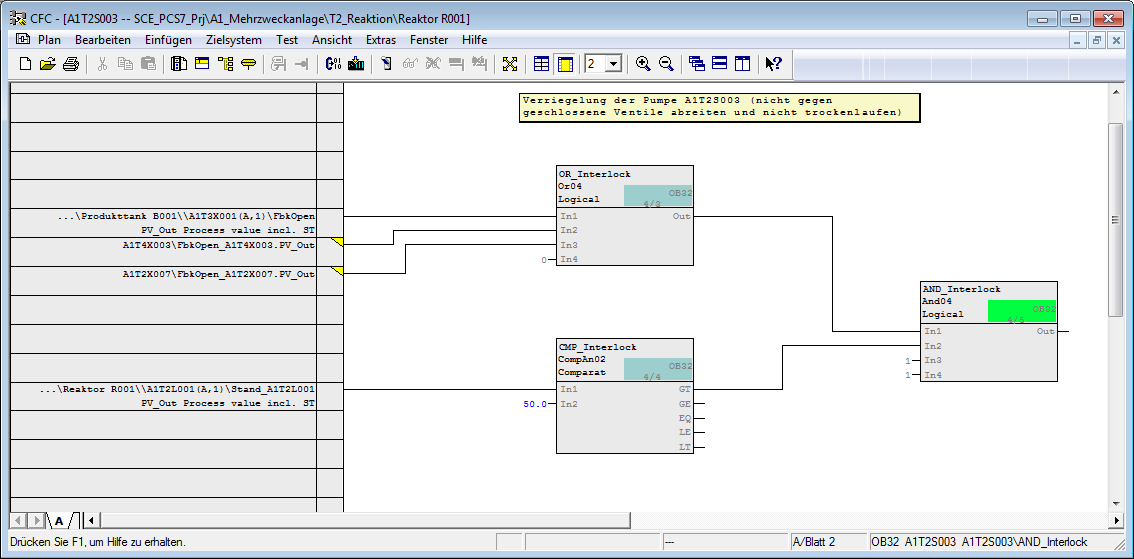 CFC - [A1T2S003 -- SCE_PCS7_Prj\A1_Mehrzweckanlage\T2_Reaktion\Reaktor R001]
Plan Bearbeiten Einfügen Zielsystem Test Ansicht Extras Fenster Hilfe
2
Verriegelung der Pumpe A1T2S003 (nicht gegen
geschlossene Ventile abreiten und nicht trockenlaufen)
OR_Interlock
Or04
Logical
OB32
4/3
...\Produkttank B001\\A1T3X001(A,1)\FbkOpen
PV_Out Process value incl. ST
A1T4X003\FbkOpen_A1T4X003.PV_Out
A1T2X007\FbkOpen_A1T2X007.PV_Out
In1 Out
In2
In3
0 In4
AND_Interlock
And04
Logical
OB32
4/5
In1 Out
In2
1 In3
1 In4
CMP_Interlock
CompAn02
Comparat
OB32
4/4
...\Reaktor R001\\A1T2L001(A,1)\Stand_A1T2L001
PV_Out Process value incl. ST
In1 GT
50.0 In2 GE
EQ
LE
LT
A
Drücken Sie F1, um Hilfe zu erhalten.
---
A/Blatt 2
OB32 A1T2S003 A1T2S003\AND_Interlock